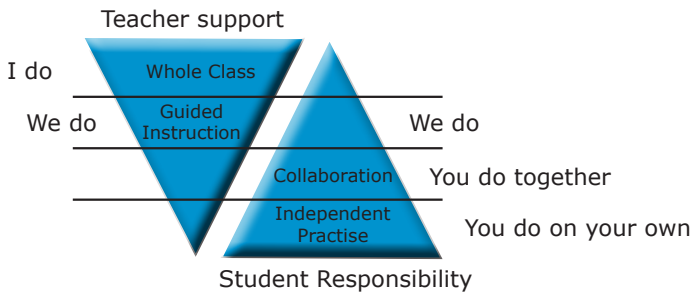 Teacher support
I do
Whole Class
We do
Guided
Instruction
We do
Collaboration
You do together
Independent
Practise
You do on your own
Student Responsibility